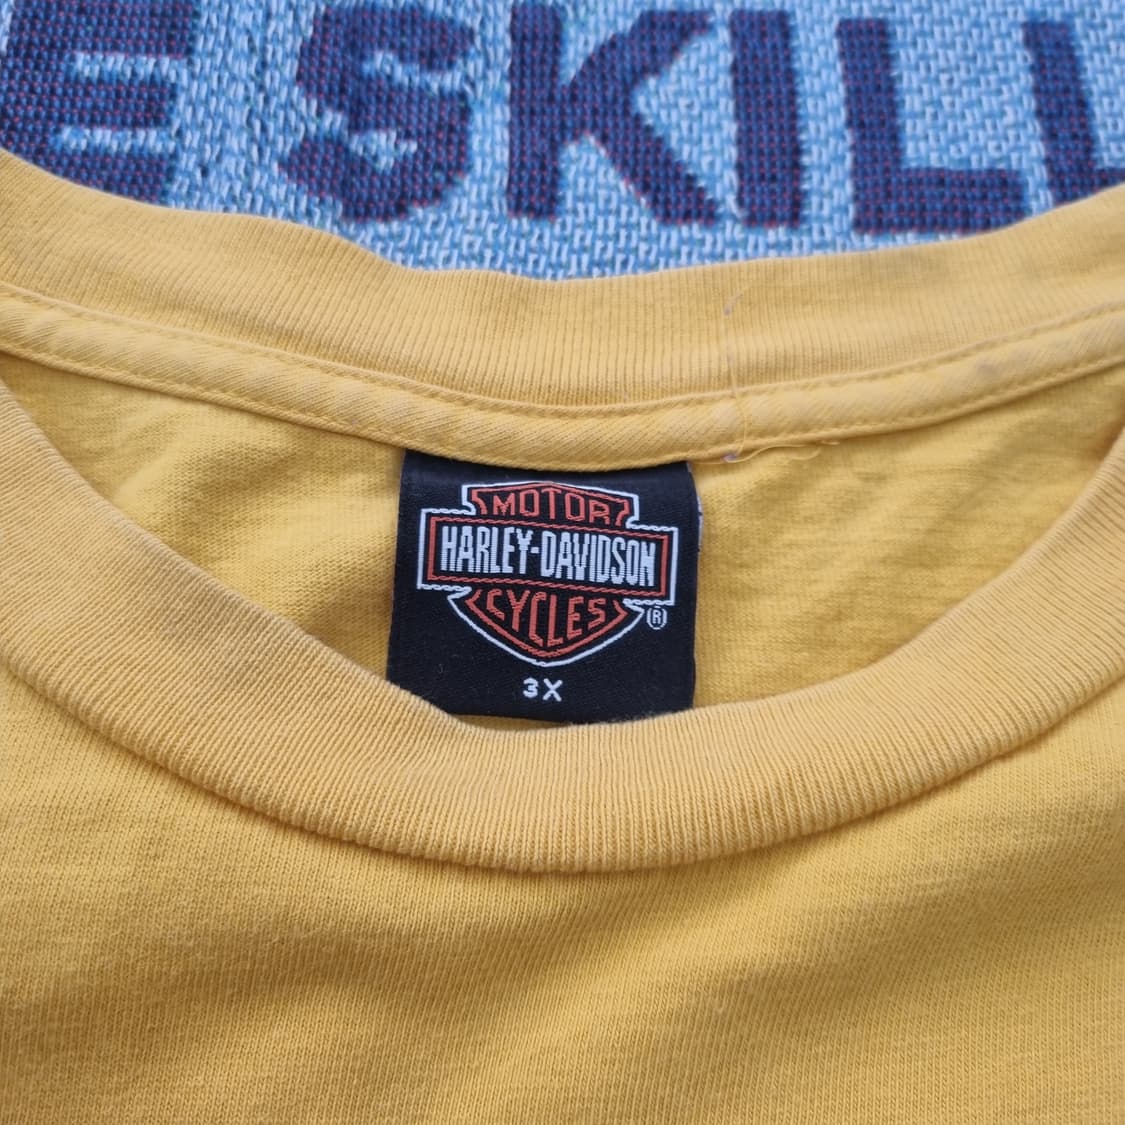 E SKILL
MOTOR
HARLEY-DAVIDSON
CYCLES
®
3X